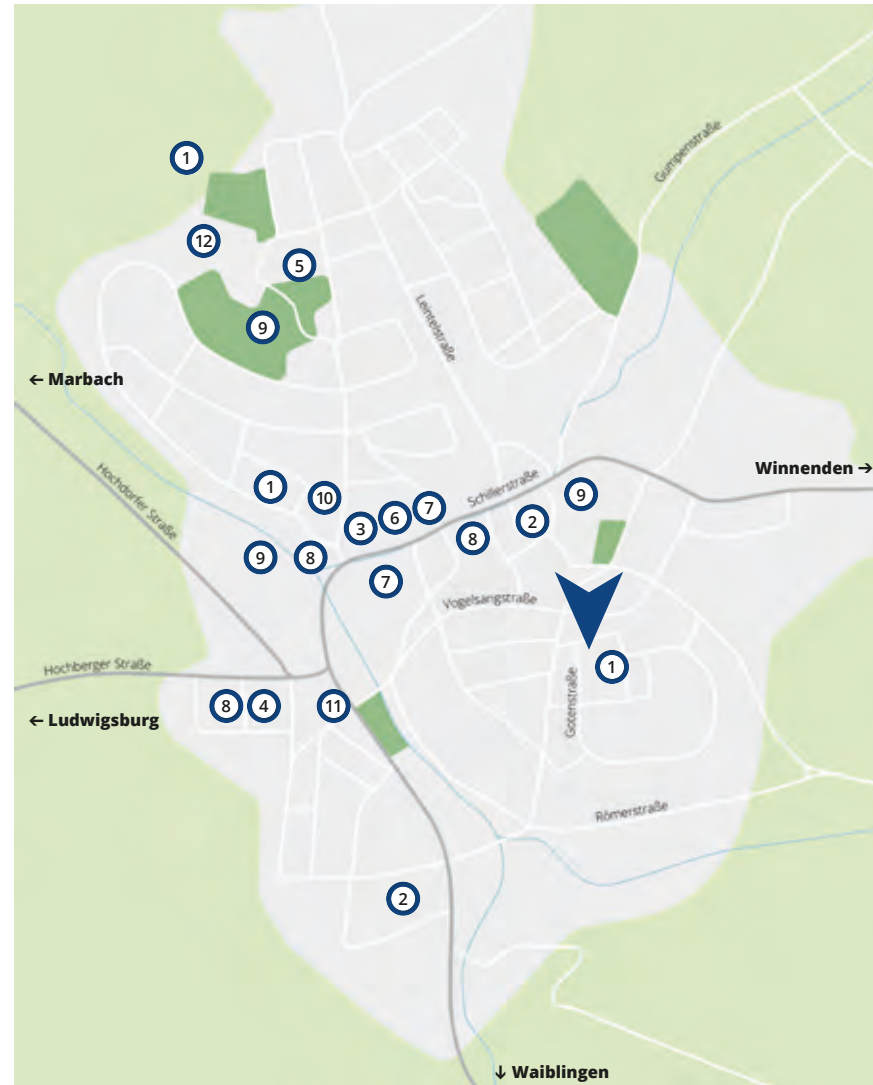 Gumpenstraße
1
12
5
Leintelstraße
9
← Marbach
Winnenden →
Hochdorfer Straße
Schillerstraße
1
10
9
7
6
2
3
8
9
8
7
Vogelsangstraße
Hochberger Straße
1
Gotenstraße
8
4
11
← Ludwigsburg
Römerstraße
2
↓ Waiblingen